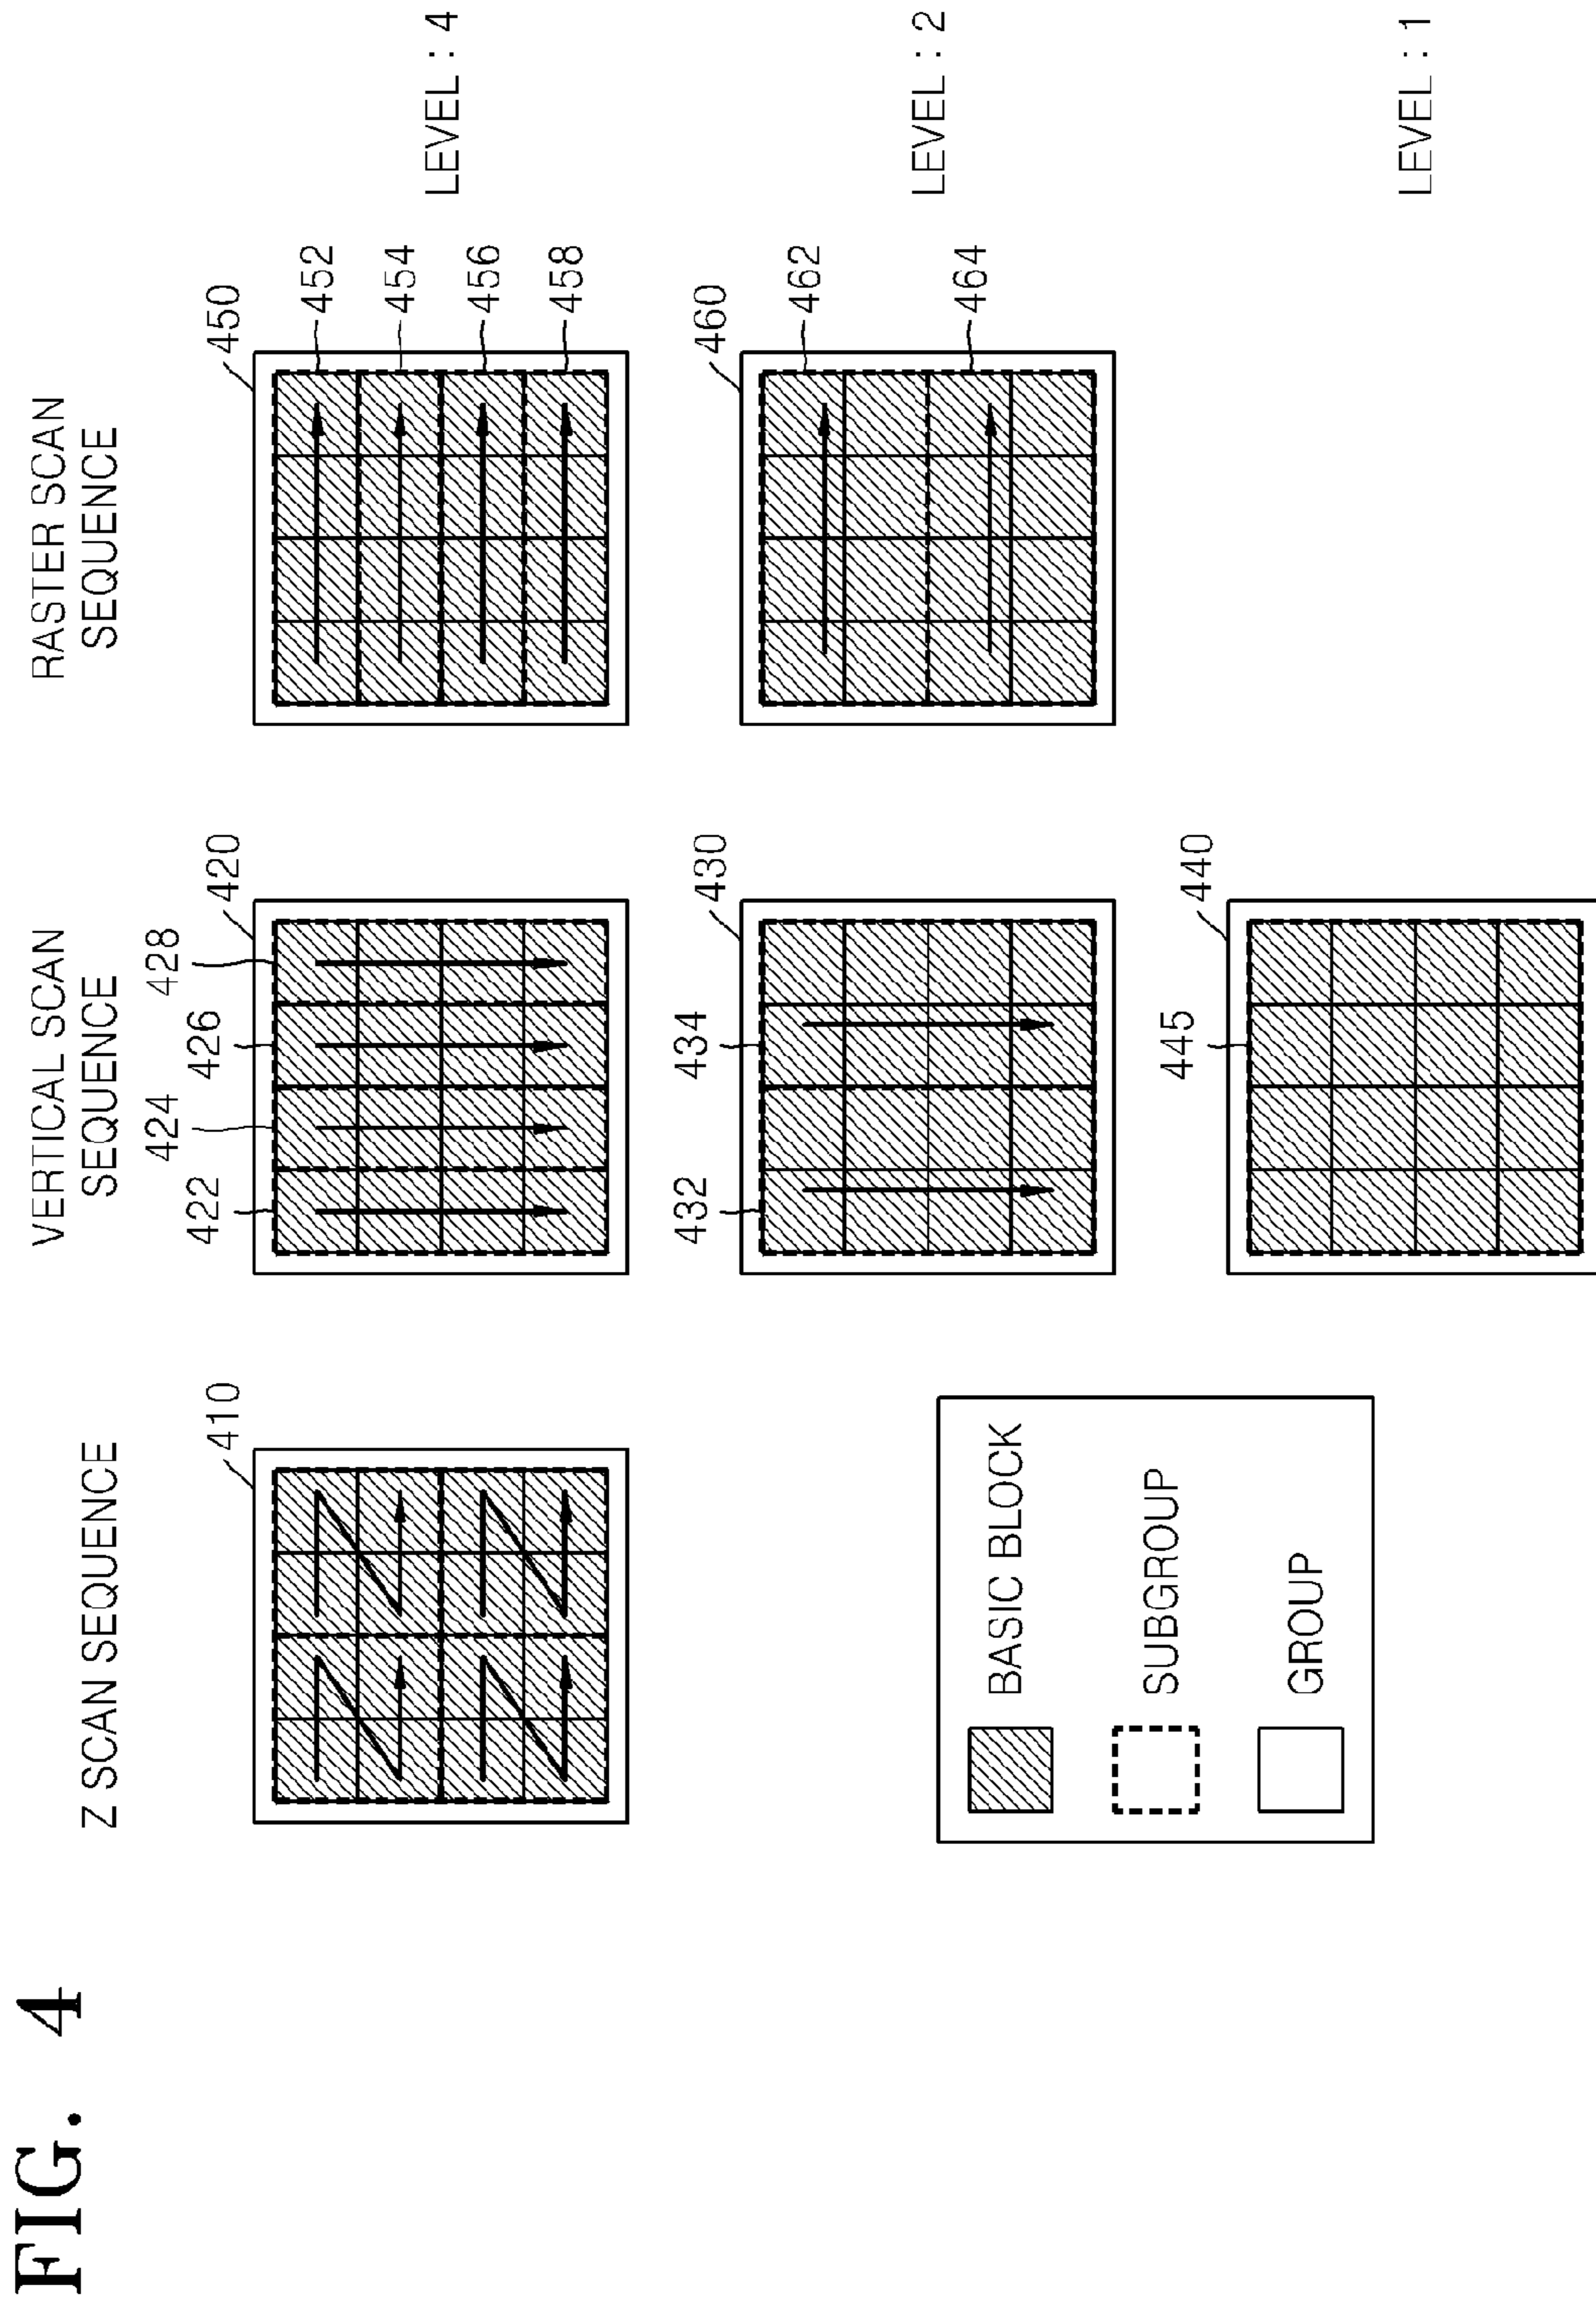 FIG. 4
Z SCAN SEQUENCE
VERTICAL SCAN
SEQUENCE
RASTER SCAN
SEQUENCE
410
422
424
426
428
420
450
452
454
456
458
LEVEL : 4
432
434
430
460
462
464
LEVEL : 2
445
440
LEVEL : 1
BASIC BLOCK
SUBGROUP
GROUP